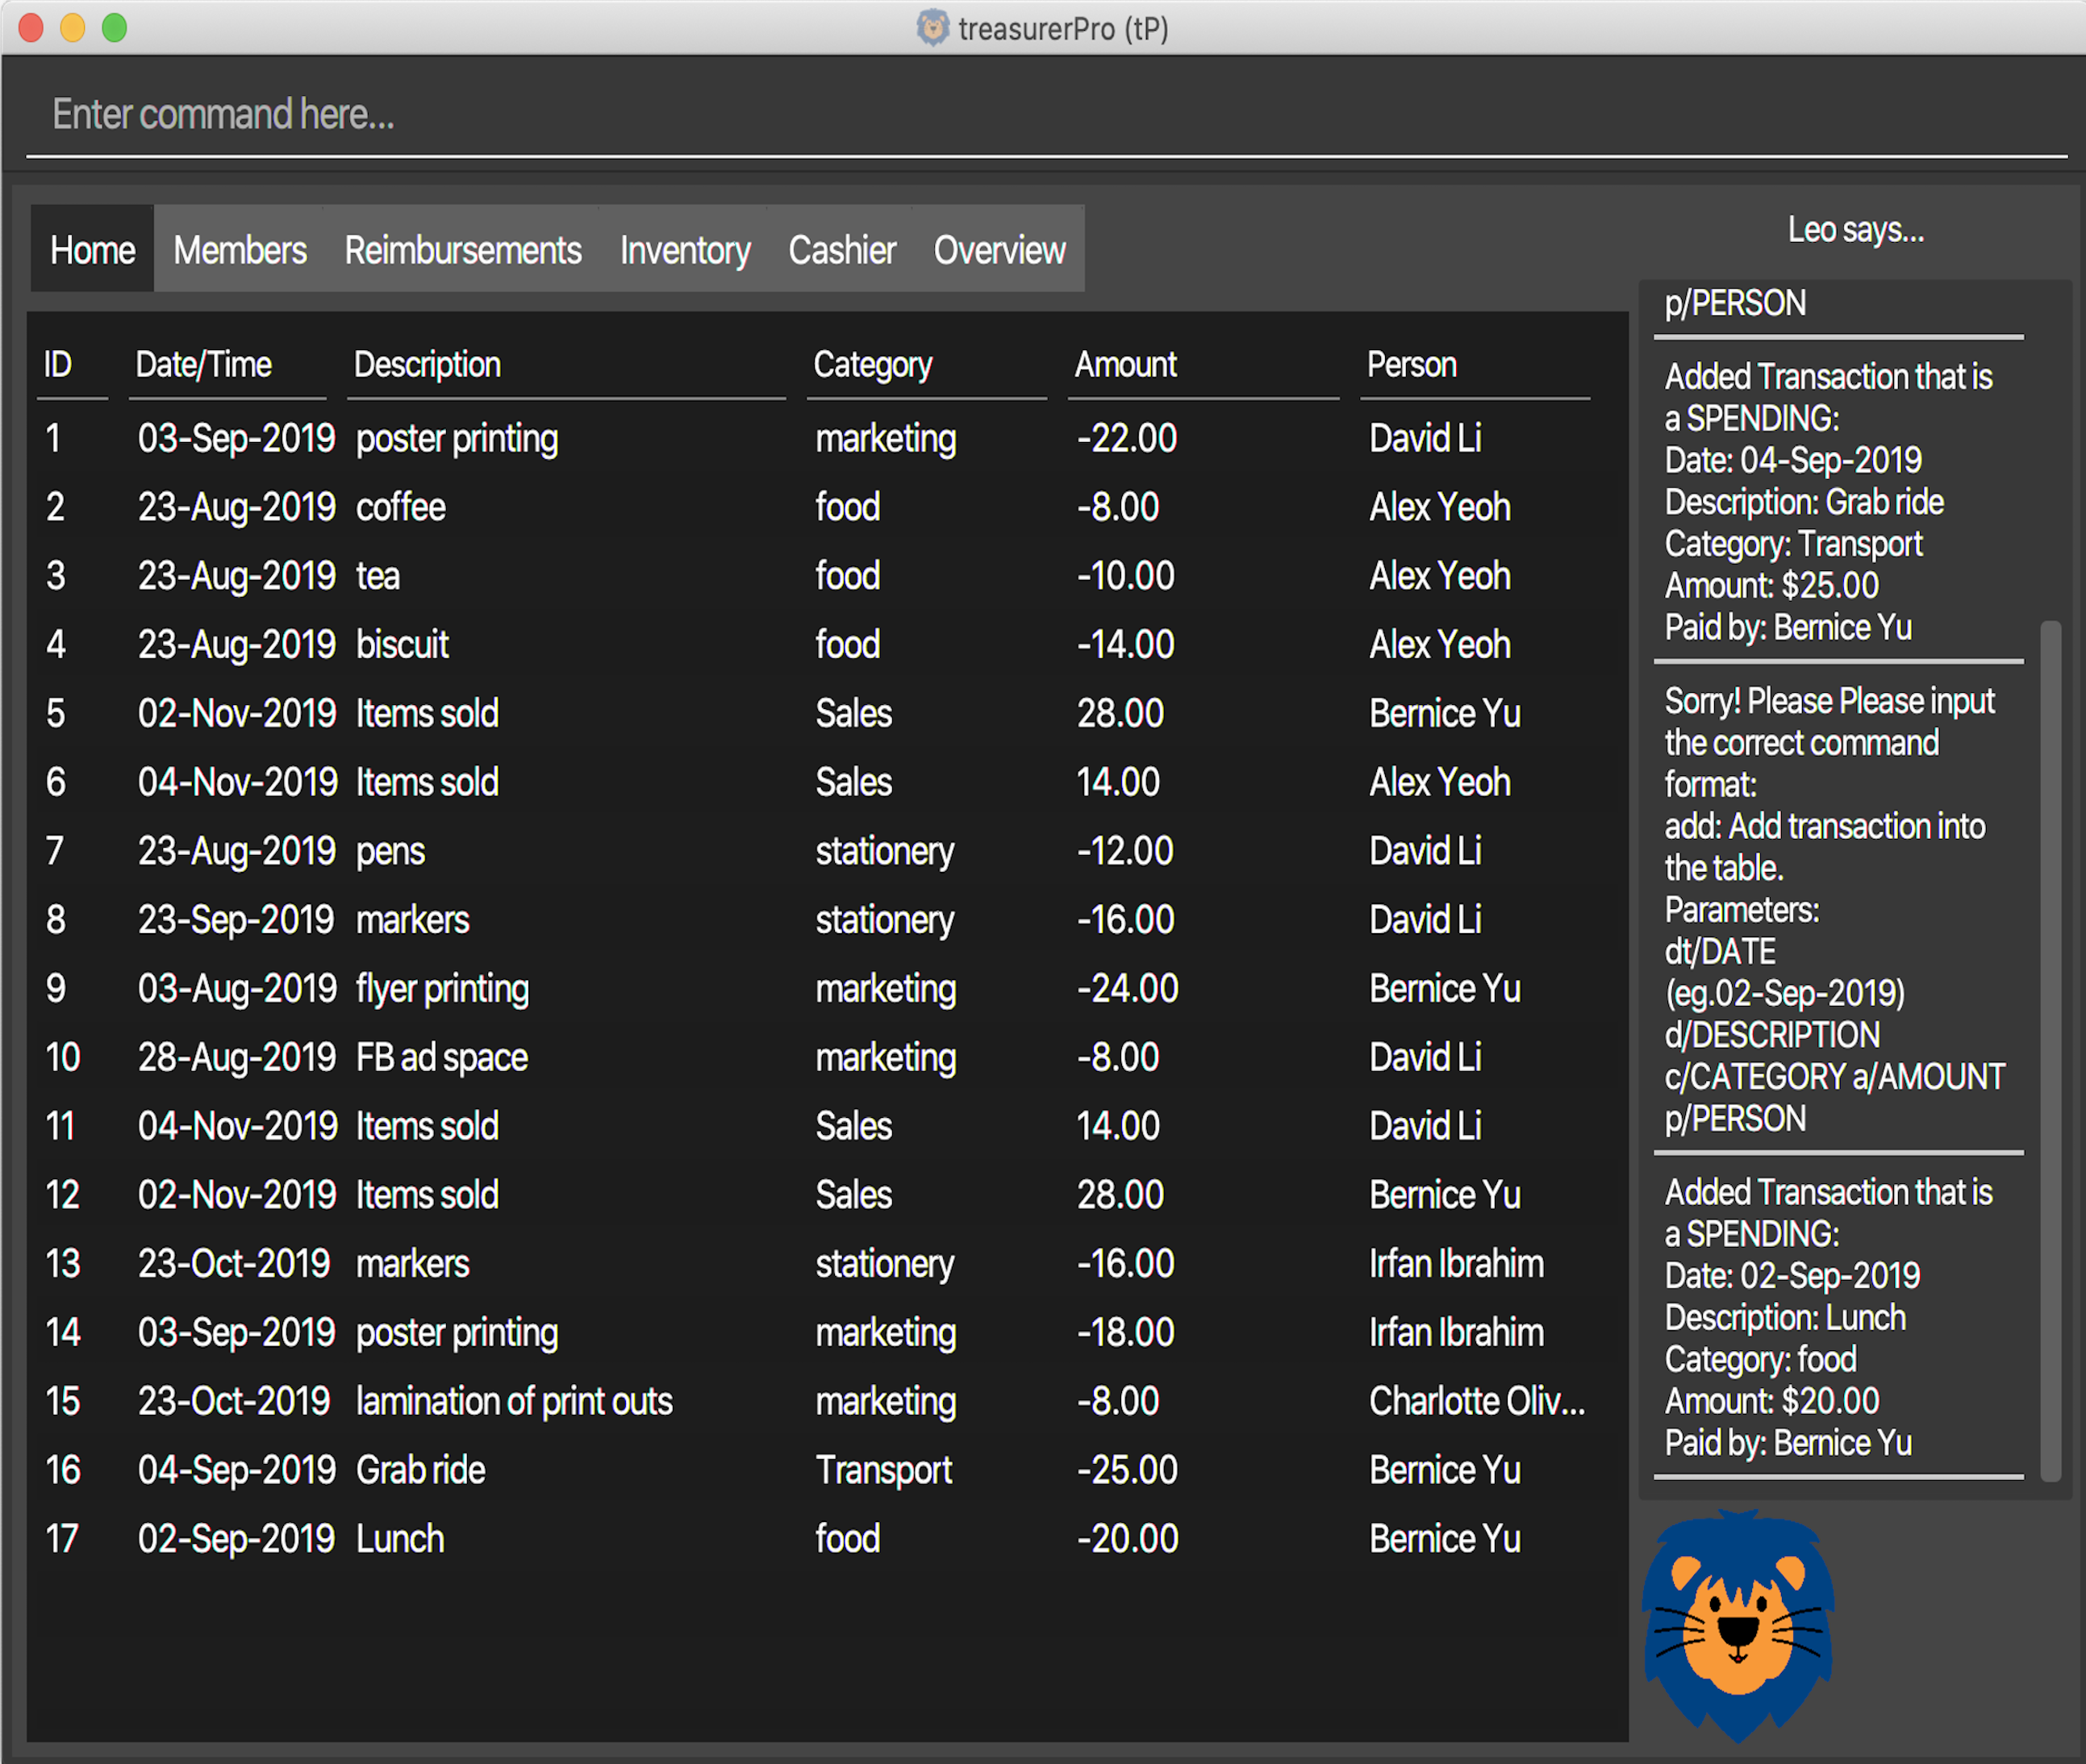 treasurerPro (tP)
Enter command here...
Home Members Reimbursements Inventory Cashier Overview
ID Date/Time Description Category Amount Person
1 03-Sep-2019 poster printing marketing -22.00 David Li
2 23-Aug-2019 coffee food -8.00 Alex Yeoh
3 23-Aug-2019 tea food -10.00 Alex Yeoh
4 23-Aug-2019 biscuit food -14.00 Alex Yeoh
5 02-Nov-2019 Items sold Sales 28.00 Bernice Yu
6 04-Nov-2019 Items sold Sales 14.00 Alex Yeoh
7 23-Aug-2019 pens stationery -12.00 David Li
8 23-Sep-2019 markers stationery -16.00 David Li
9 03-Aug-2019 flyer printing marketing -24.00 Bernice Yu
10 28-Aug-2019 FB ad space marketing -8.00 David Li
11 04-Nov-2019 Items sold Sales 14.00 David Li
12 02-Nov-2019 Items sold Sales 28.00 Bernice Yu
13 23-Oct-2019 markers stationery -16.00 Irfan Ibrahim
14 03-Sep-2019 poster printing marketing -18.00 Irfan Ibrahim
15 23-Oct-2019 lamination of print outs marketing -8.00 Charlotte Oliv...
16 04-Sep-2019 Grab ride Transport -25.00 Bernice Yu
17 02-Sep-2019 Lunch food -20.00 Bernice Yu
Leo says...
p/PERSON
Added Transaction that is
a SPENDING:
Date: 04-Sep-2019
Description: Grab ride
Category: Transport
Amount: $25.00
Paid by: Bernice Yu
Sorry! Please Please input
the correct command
format:
add: Add transaction into
the table.
Parameters:
dt/DATE
(eg.02-Sep-2019)
d/DESCRIPTION
c/CATEGORY a/AMOUNT
p/PERSON
Added Transaction that is
a SPENDING:
Date: 02-Sep-2019
Description: Lunch
Category: food
Amount: $20.00
Paid by: Bernice Yu